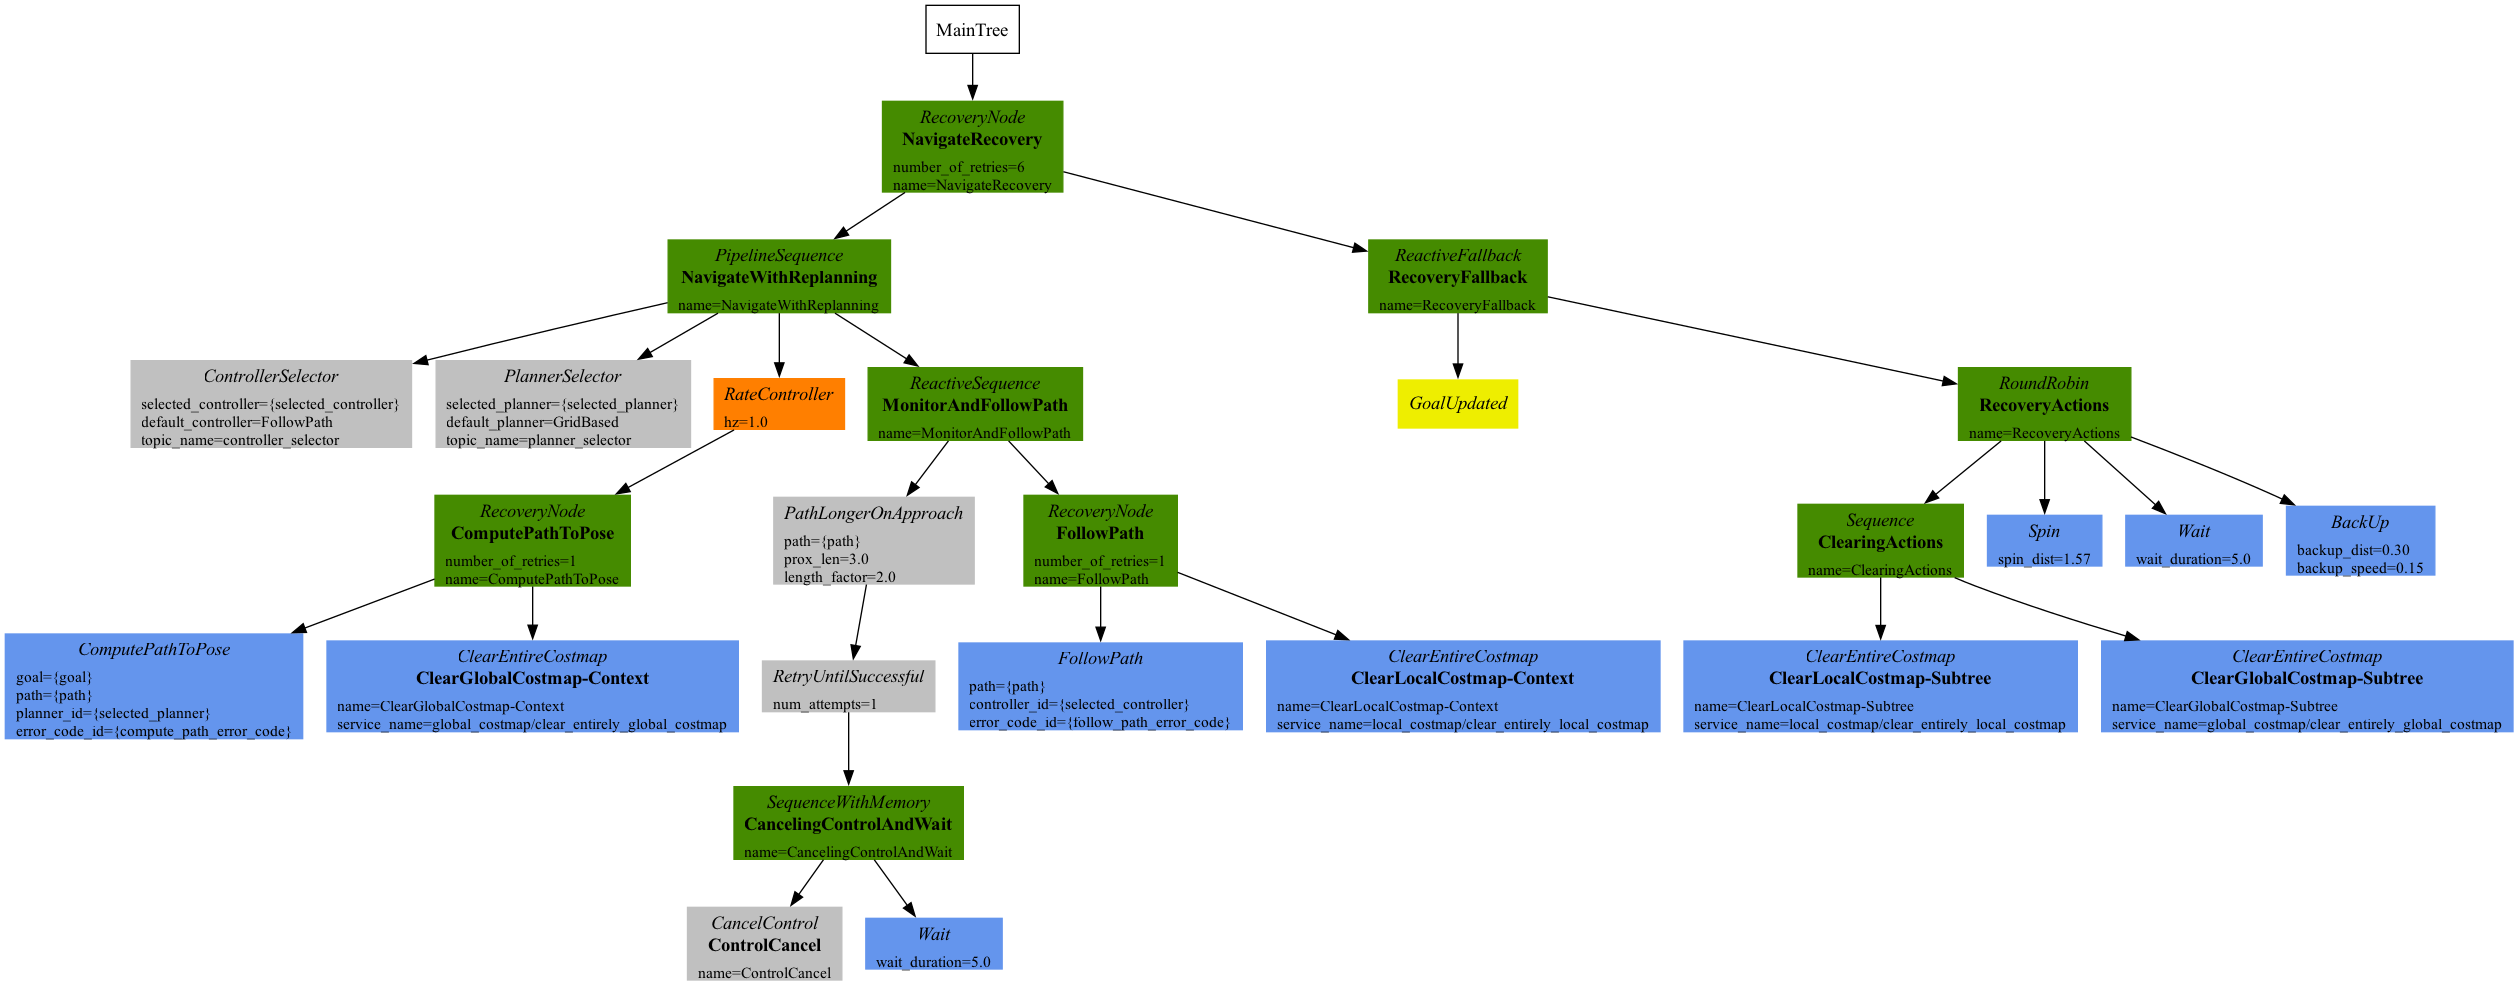 MainTree
RecoveryNode
NavigateRecovery
number_of_retries=6
name=NavigateRecovery
PipelineSequence
NavigateWithReplanning
name=NavigateWithReplanning
ReactiveFallback
RecoveryFallback
name=RecoveryFallback
ControllerSelector
selected_controller={selected_controller}
default_controller=FollowPath
topic_name=controller_selector
PlannerSelector
selected_planner={selected_planner}
default_planner=GridBased
topic_name=planner_selector
RateController
hz=1.0
ReactiveSequence
MonitorAndFollowPath
name=MonitorAndFollowPath
GoalUpdated
RoundRobin
RecoveryActions
name=RecoveryActions
RecoveryNode
ComputePathToPose
number_of_retries=1
name=ComputePathToPose
PathLongerOnApproach
path={path}
prox_len=3.0
length_factor=2.0
RecoveryNode
FollowPath
number_of_retries=1
name=FollowPath
Sequence
ClearingActions
name=ClearingActions
Spin
spin_dist=1.57
Wait
wait_duration=5.0
BackUp
backup_dist=0.30
backup_speed=0.15
ComputePathToPose
goal={goal}
path={path}
planner_id={selected_planner}
error_code_id={compute_path_error_code}
ClearEntireCostmap
ClearGlobalCostmap-Context
name=ClearGlobalCostmap-Context
service_name=global_costmap/clear_entirely_global_costmap
RetryUntilSuccessful
num_attempts=1
FollowPath
path={path}
controller_id={selected_controller}
error_code_id={follow_path_error_code}
ClearEntireCostmap
ClearLocalCostmap-Context
name=ClearLocalCostmap-Context
service_name=local_costmap/clear_entirely_local_costmap
ClearEntireCostmap
ClearLocalCostmap-Subtree
name=ClearLocalCostmap-Subtree
service_name=local_costmap/clear_entirely_local_costmap
ClearEntireCostmap
ClearGlobalCostmap-Subtree
name=ClearGlobalCostmap-Subtree
service_name=global_costmap/clear_entirely_global_costmap
SequenceWithMemory
CancelingControlAndWait
name=CancelingControlAndWait
CancelControl
ControlCancel
name=ControlCancel
Wait
wait_duration=5.0